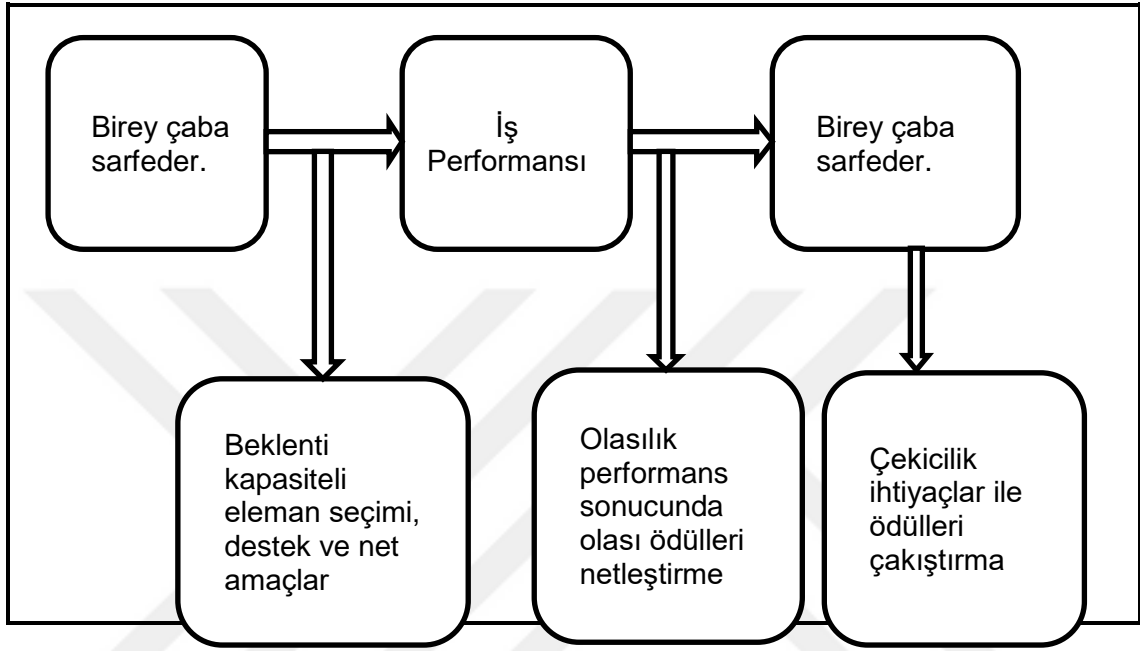 Birey çaba
sarfeder.
İş
Performansı
Birey çaba
sarfeder.
Beklenti
kapasiteli
eleman seçimi,
destek ve net
amaçlar
Olasılık
performans
sonucunda
olası ödülleri
netleştirme
Çekicilik
ihtiyaçlar ile
ödülleri
çakıştırma